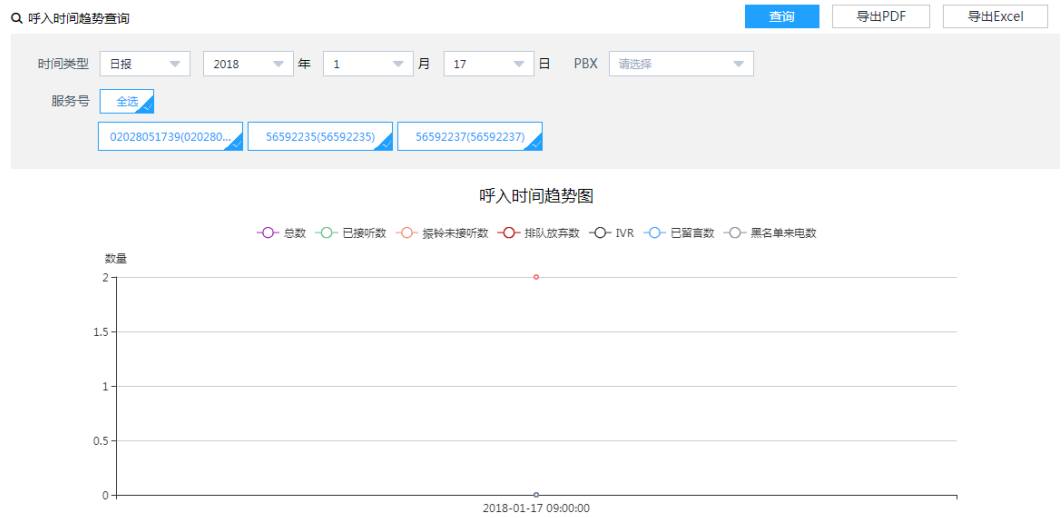 呼入时间趋势查询 查询 导出PDF 导出Excel
时间类型 日报 2018 年 1 月 17 日 PBX 请选择
服务号 全选
02028051739(020280... 56592235(56592235) 56592237(56592237)
呼入时间趋势图
总数 已接听数 振铃未接听数 排队放弃数 IVR 已留言数 黑名单来电数
数量
2
1.5
1
0.5
0
2018-01-17 09:00:00